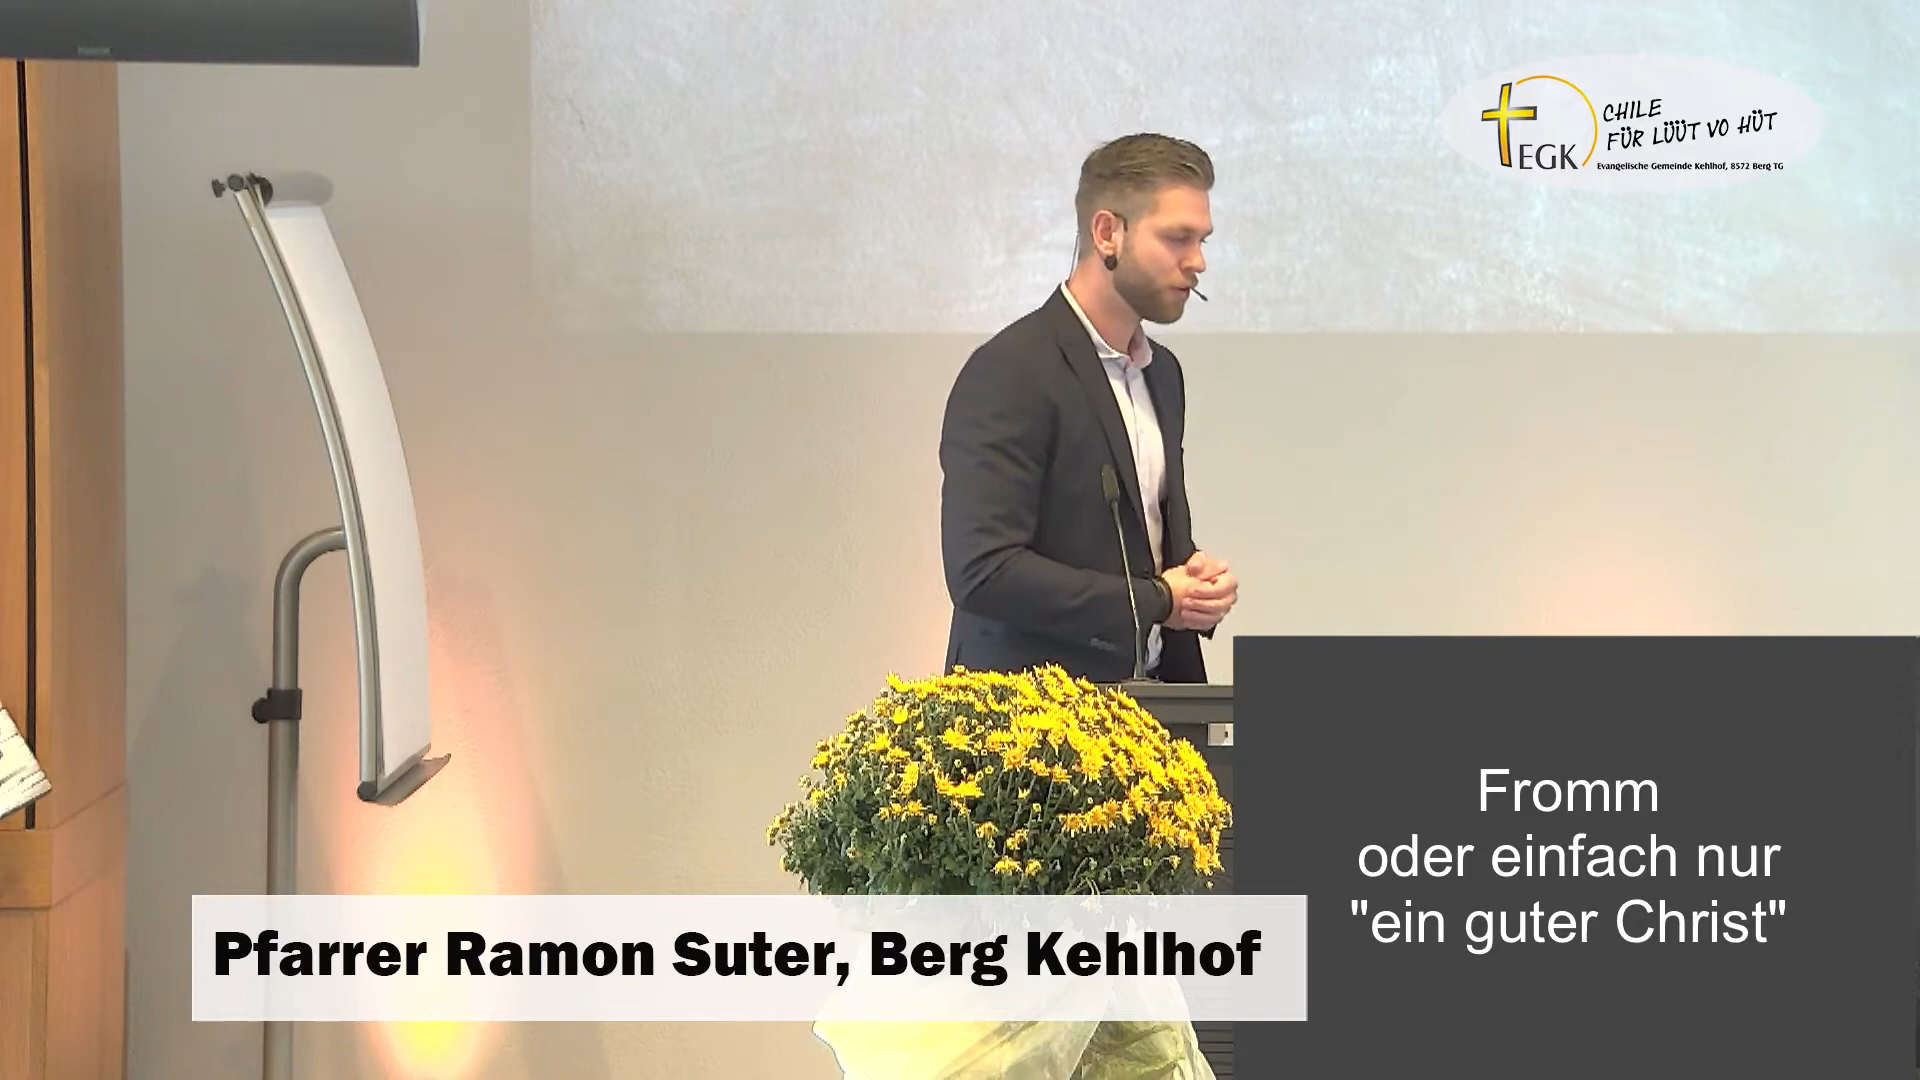 CHILE
FÜR LÜÜT VO HÜT
EGK
Evangelische Gemeinde Kehlhof, 8572 Berg TG
Fromm
oder einfach nur
"ein guter Christ"
Pfarrer Ramon Suter, Berg Kehlhof